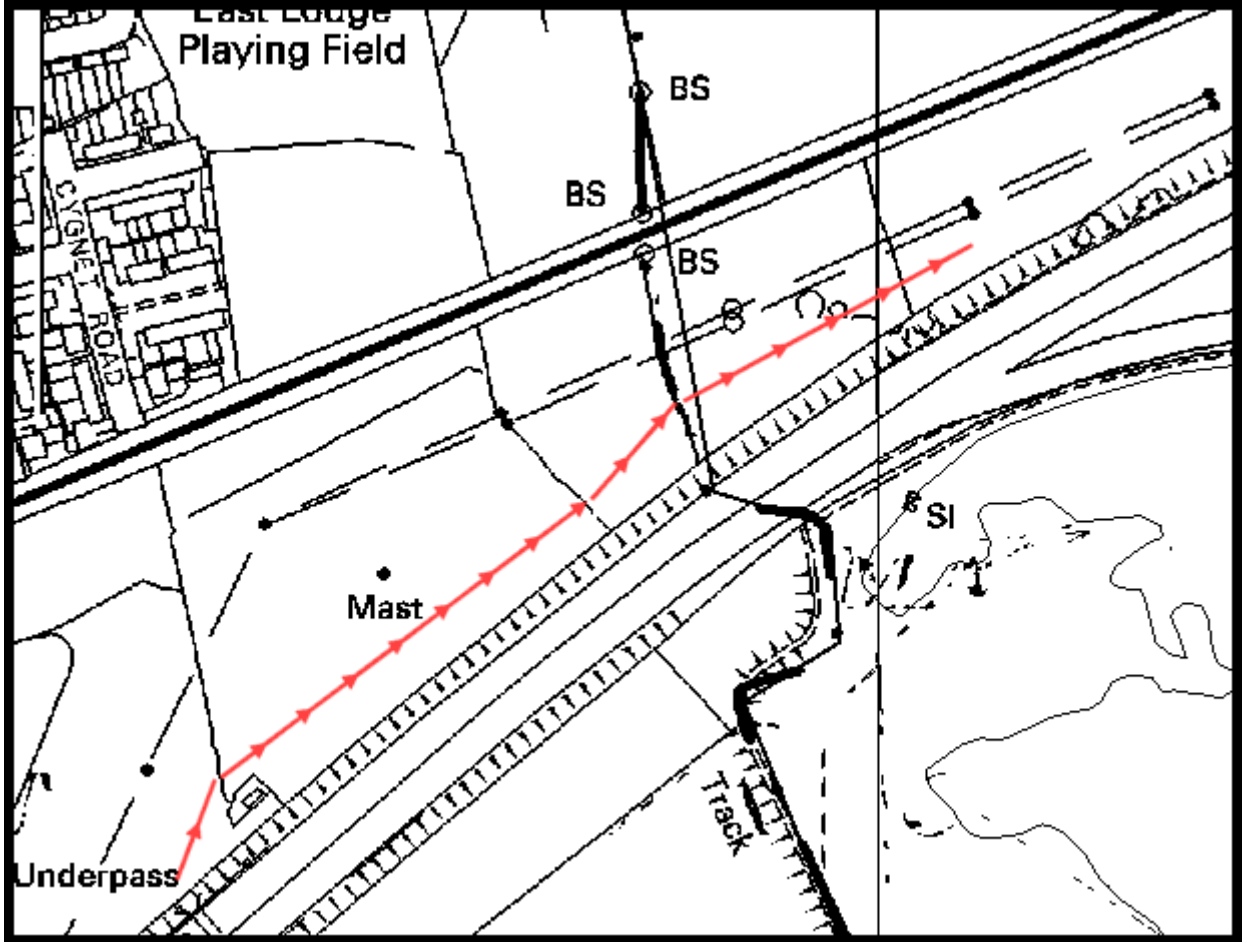 East Lodge
Playing Field
BS
BS
BS
CYGNET ROAD
SI
Mast
Track
Underpass